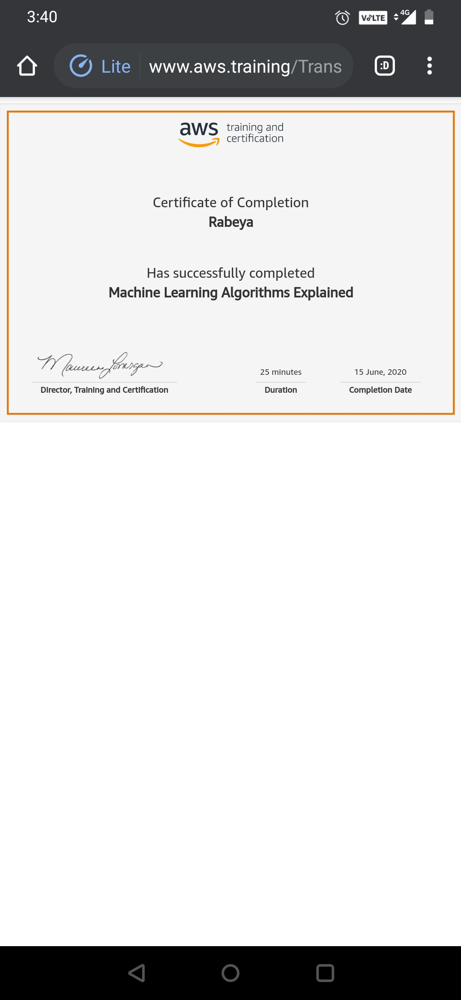 3:40
VoLTE
4G
Lite
www.aws.training/Trans
:D
aws training and
certification
Certificate of Completion
Rabeya
Has successfully completed
Machine Learning Algorithms Explained
Maureen Lonergan
25 minutes
15 June, 2020
Director, Training and Certification
Duration
Completion Date